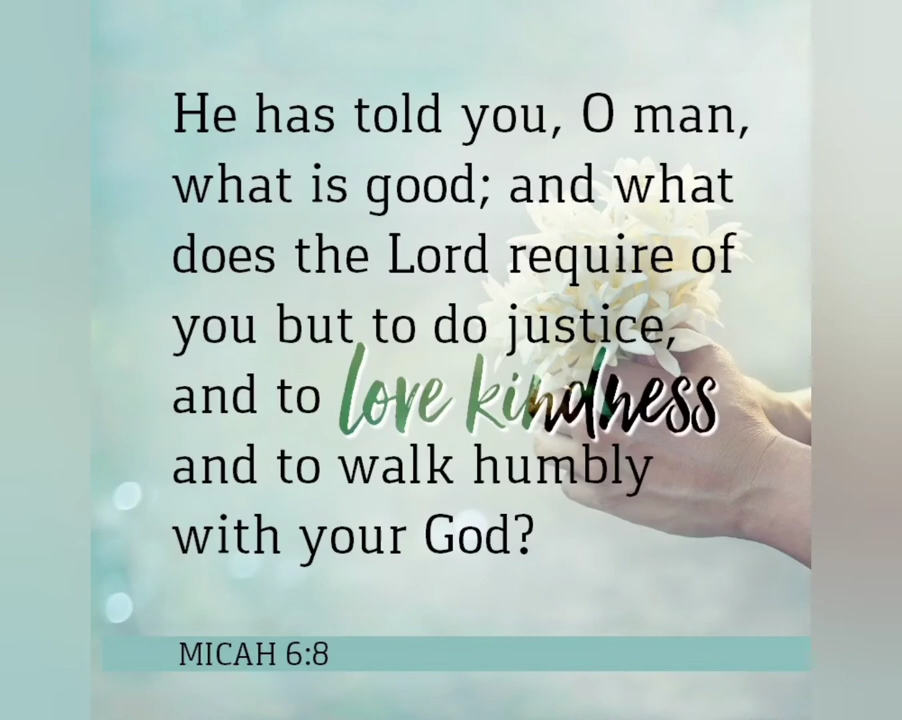 He has told you, O man,
what is good; and what
does the Lord require of
you but to do justice,
and to love kindness
and to walk humbly
with your God?
MICAH 6:8